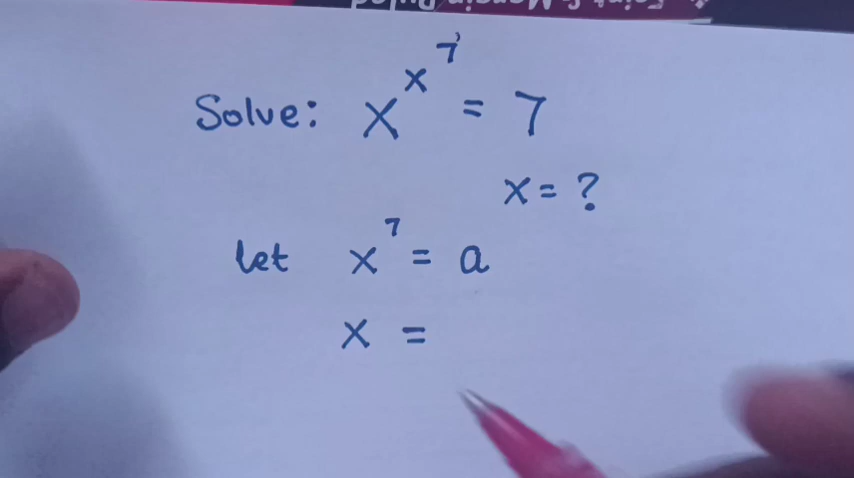 Solve: x^x^7 = 7
x = ?
let x^7 = a
x =